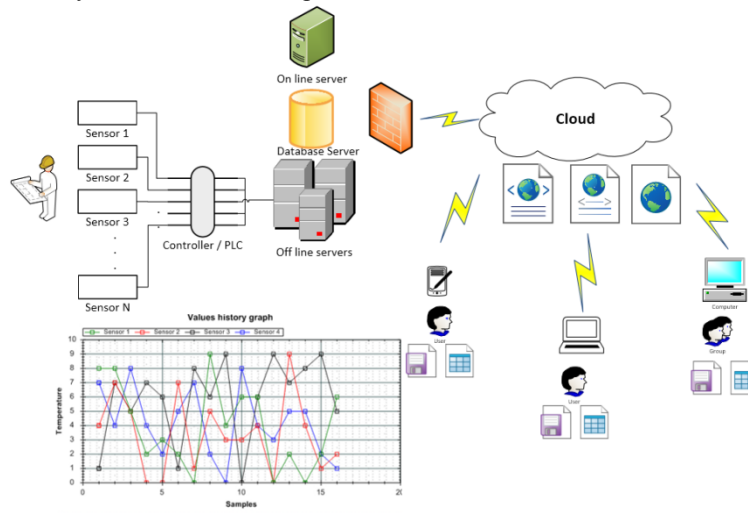 On line server
Sensor 1
Sensor 2
Sensor 3
Sensor N
Controller / PLC
Database Server
Off line servers
Cloud
User
User
Computer
Group
Values history graph
Sensor 1 Sensor 2 Sensor 3 Sensor 4
Temperature
10
9
8
7
6
5
4
3
2
1
0
0 5 10 15 20
Samples